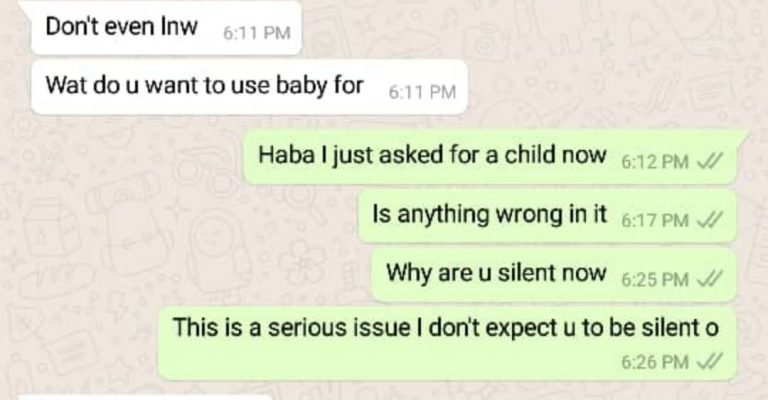 Don't even lnw 6:11 PM
Wat do u want to use baby for 6:11 PM
Haba I just asked for a child now 6:12 PM
Is anything wrong in it 6:17 PM
Why are u silent now 6:25 PM
This is a serious issue I don't expect u to be silent o
6:26 PM